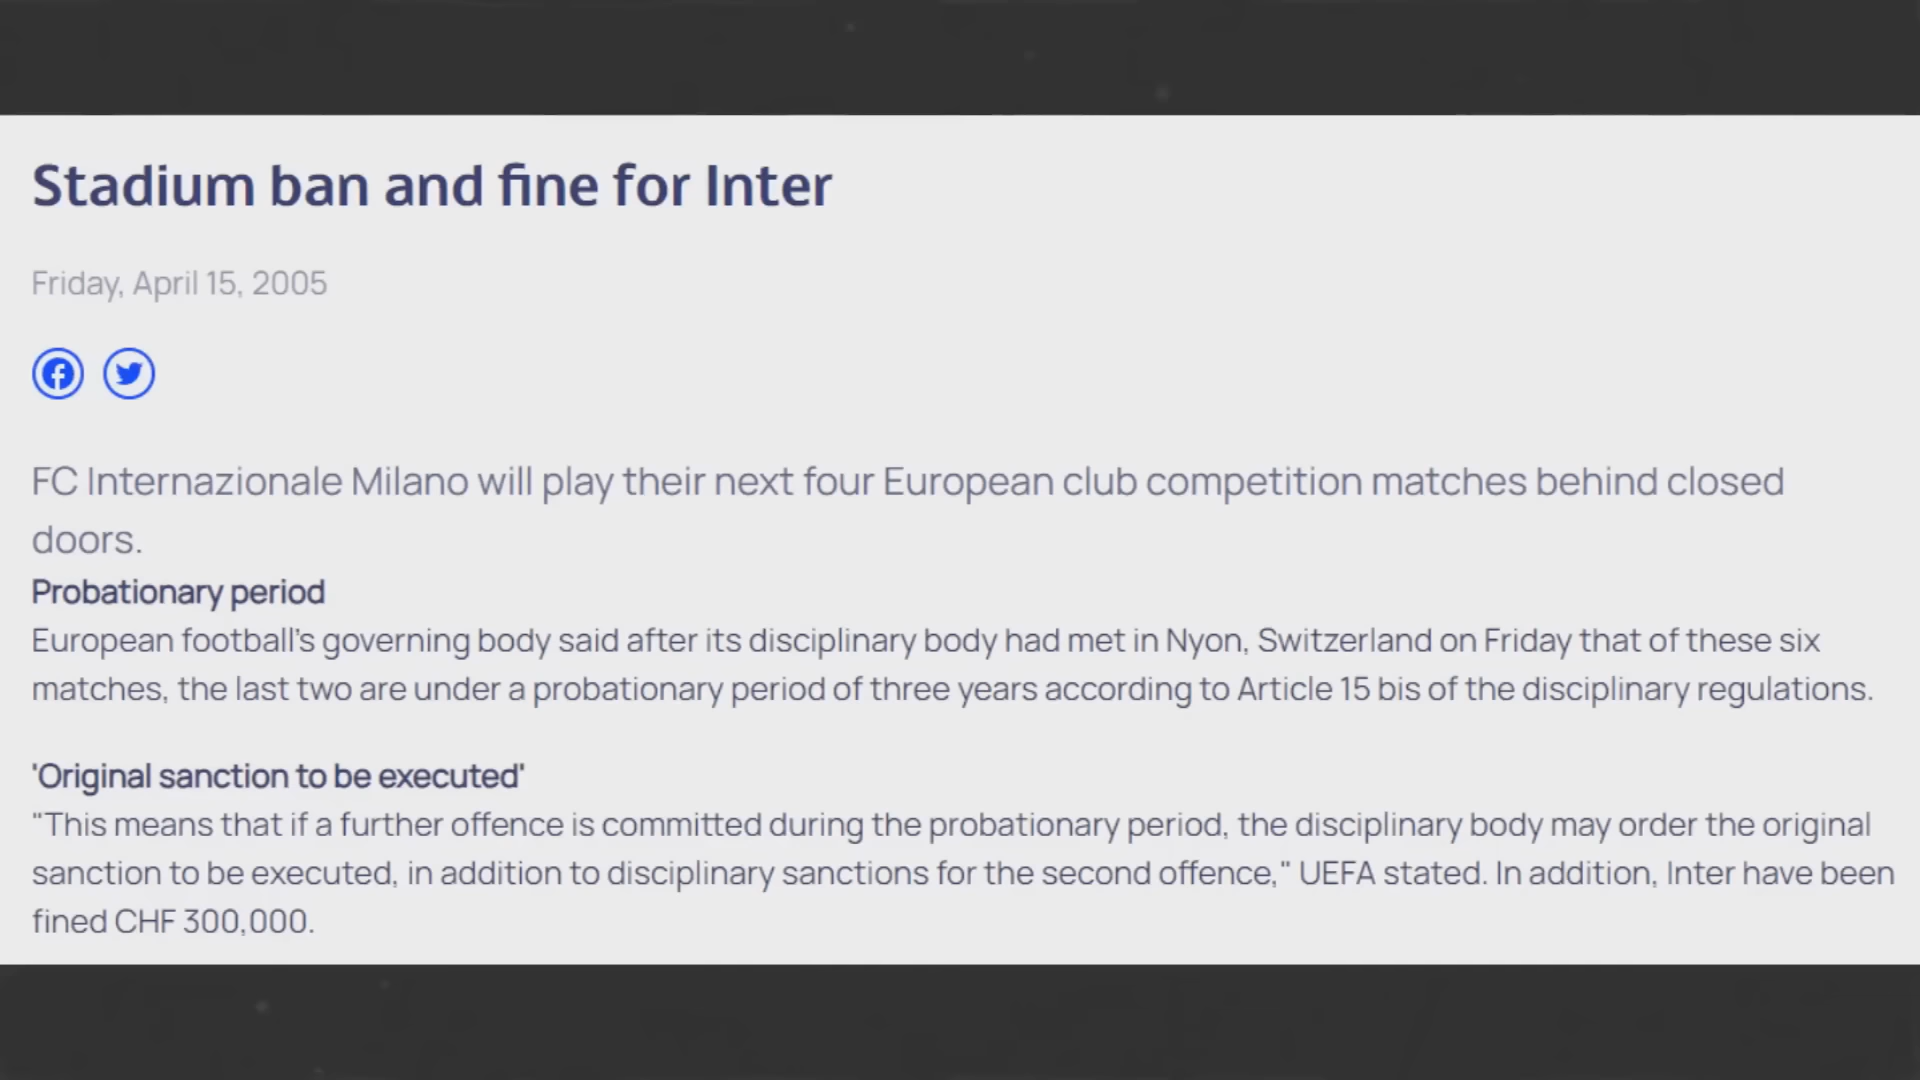 Stadium ban and fine for Inter
Friday, April 15, 2005
FC Internazionale Milano will play their next four European club competition matches behind closed
doors.
Probationary period
European football's governing body said after its disciplinary body had met in Nyon, Switzerland on Friday that of these six
matches, the last two are under a probationary period of three years according to Article 15 bis of the disciplinary regulations.
'Original sanction to be executed'
"This means that if a further offence is committed during the probationary period, the disciplinary body may order the original
sanction to be executed, in addition to disciplinary sanctions for the second offence," UEFA stated. In addition, Inter have been
fined CHF 300,000.